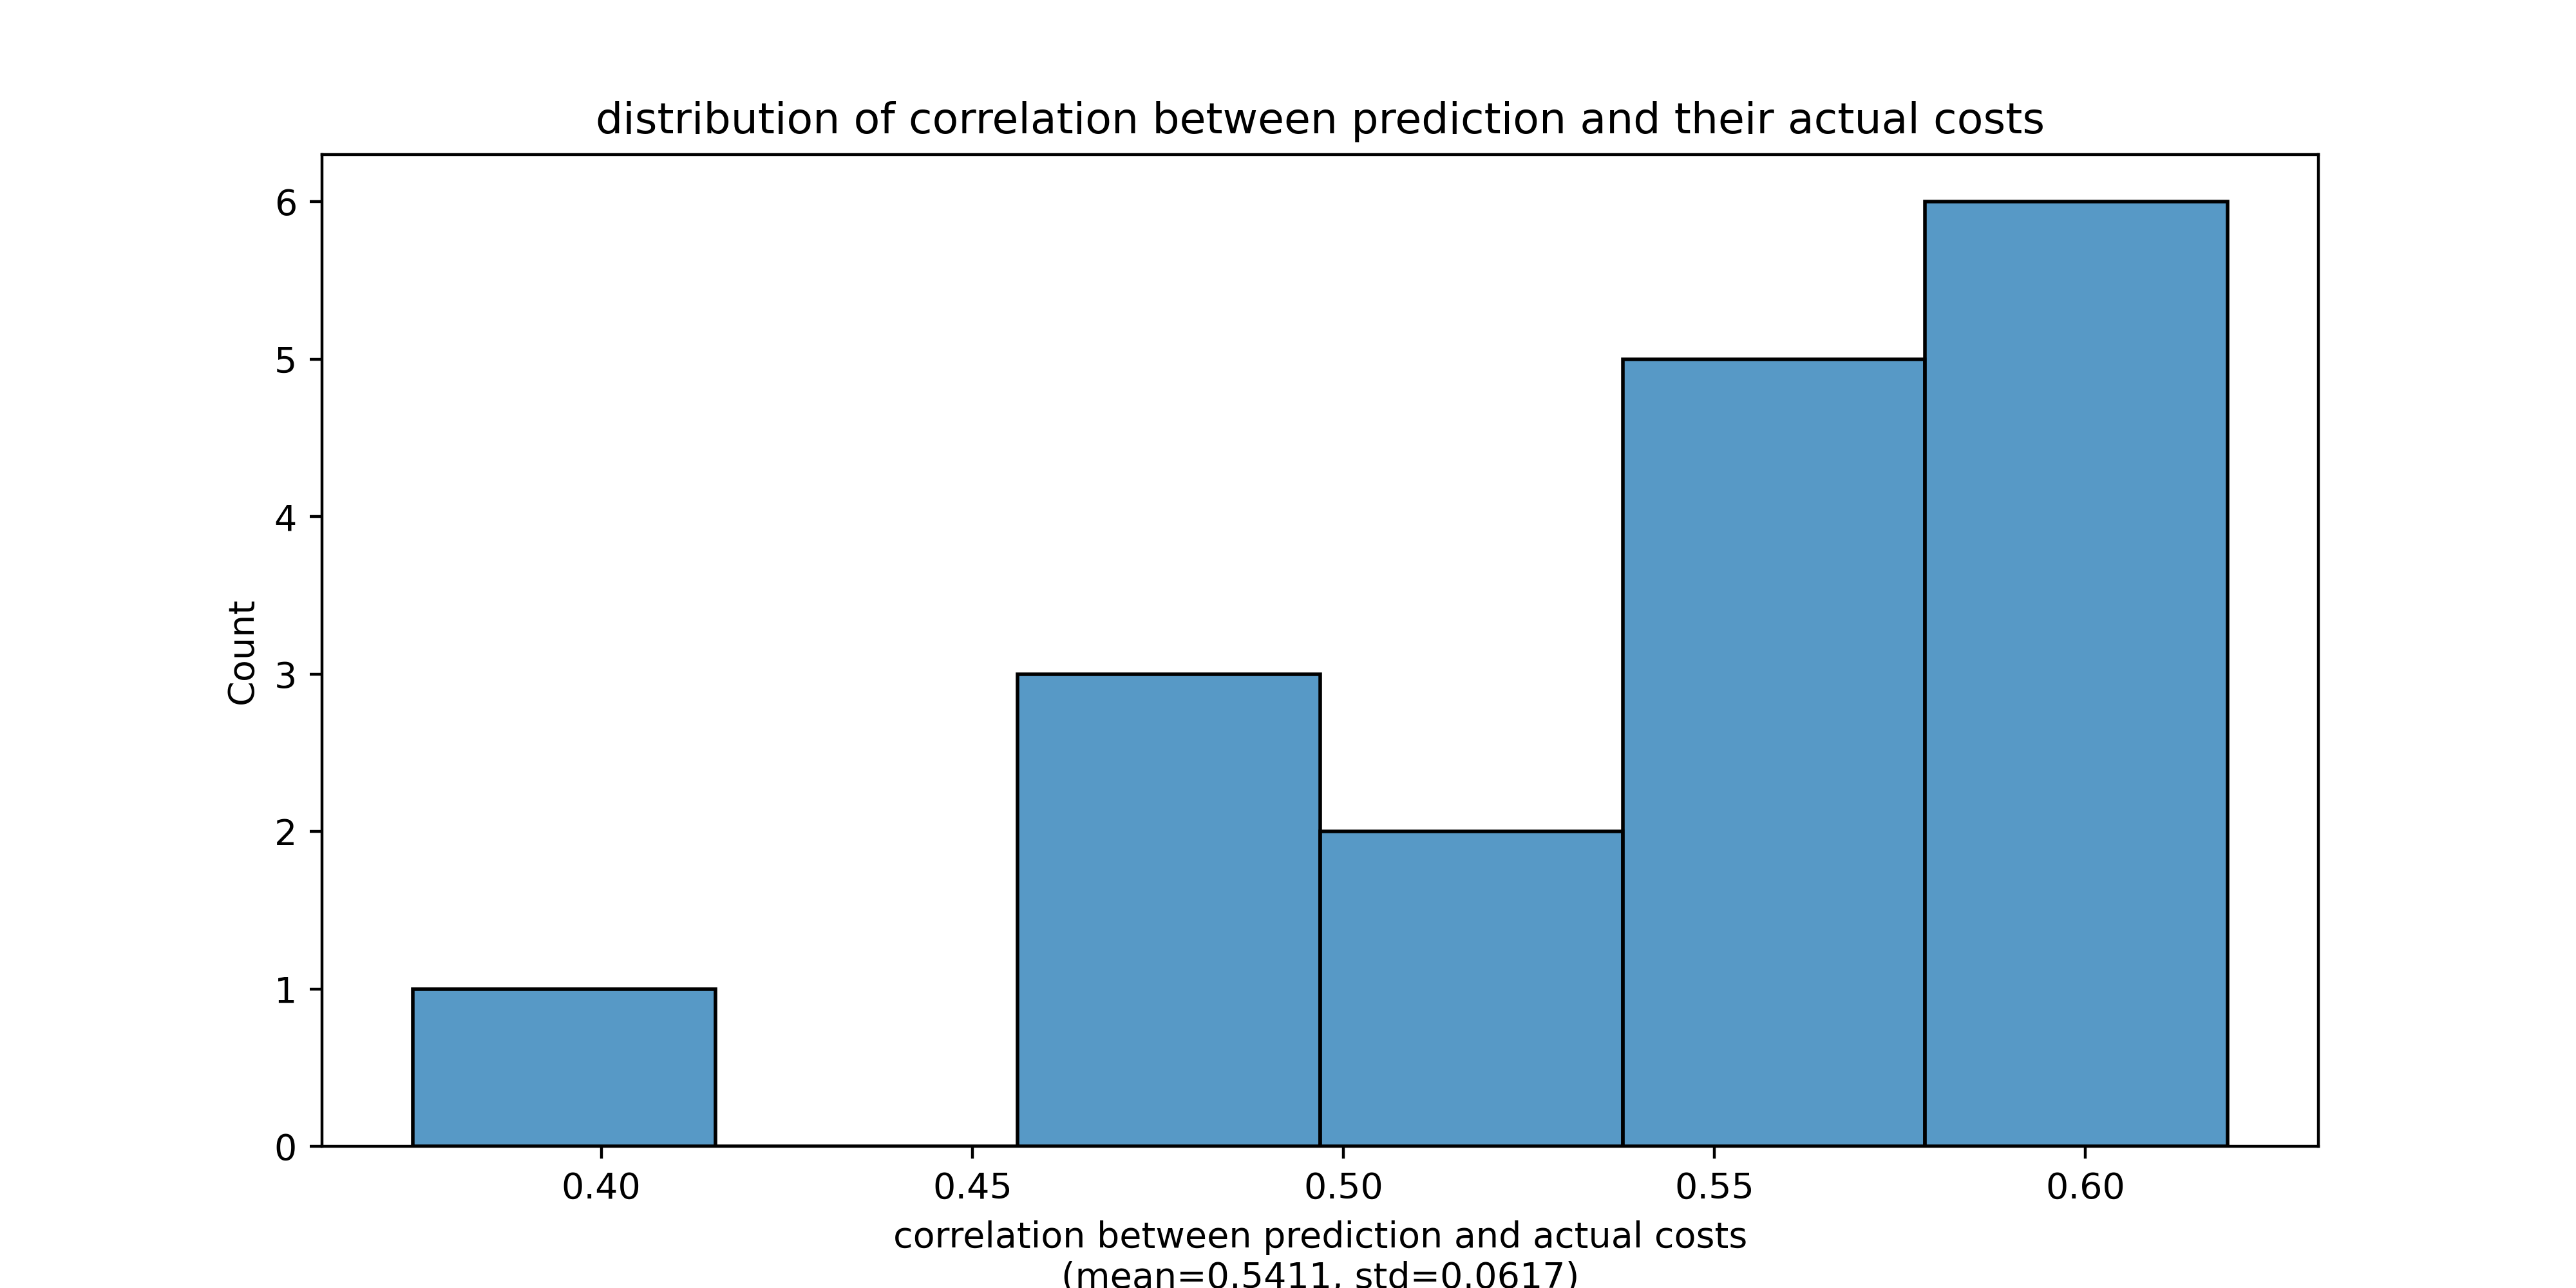 distribution of correlation between prediction and their actual costs
6
5
4
3
2
1
0
Count
0.40 0.45 0.50 0.55 0.60
correlation between prediction and actual costs
(mean=0.5411, std=0.0617)